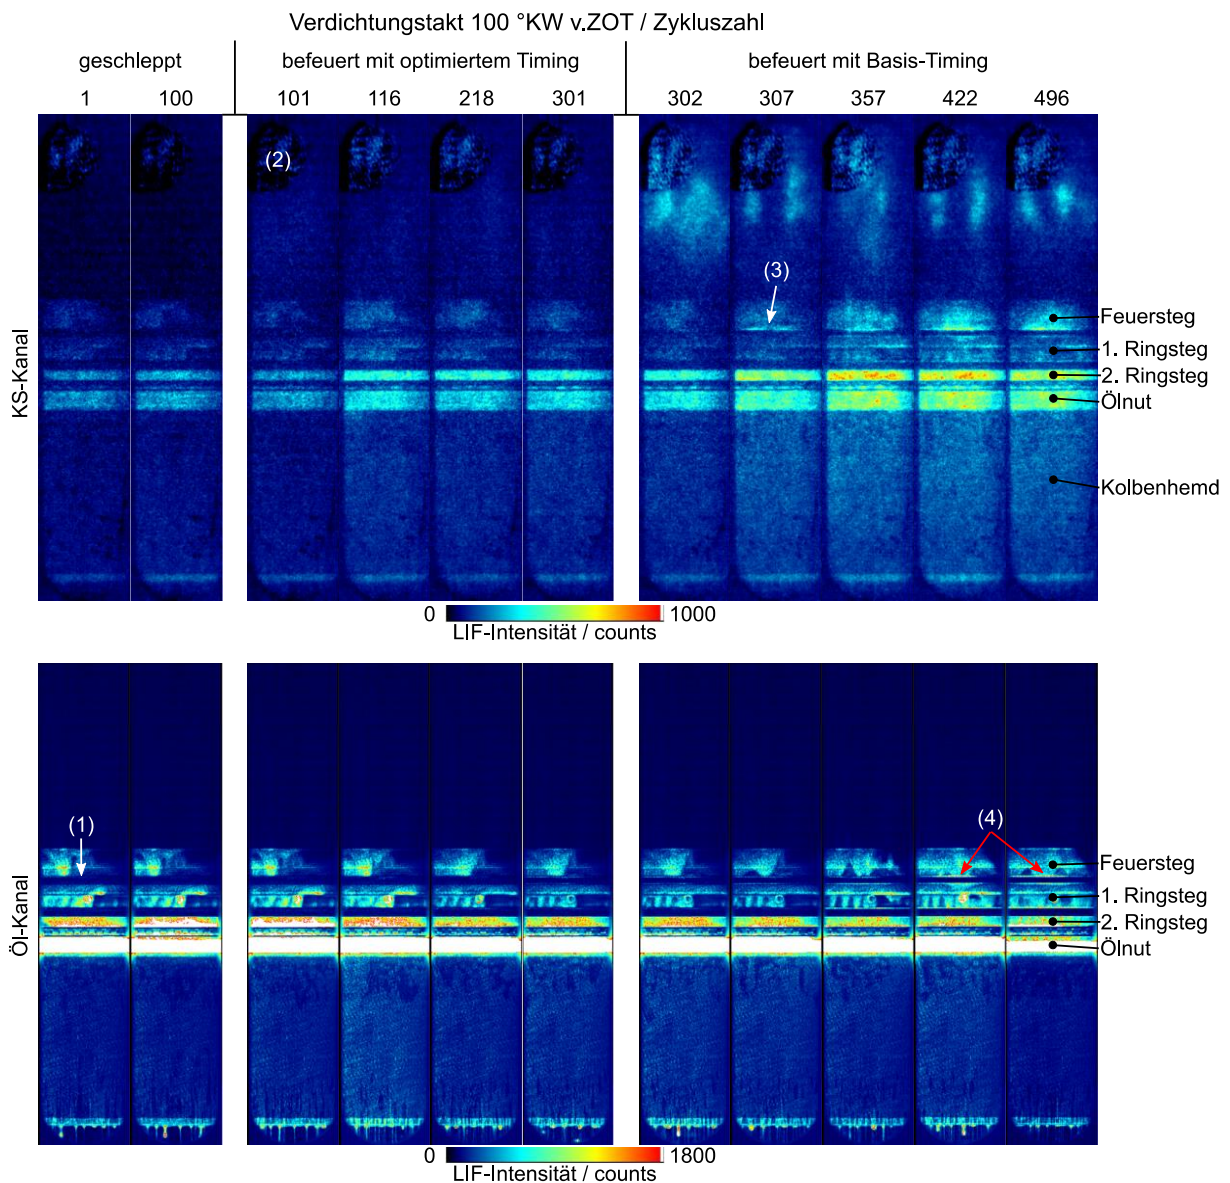 Verdichtungstakt 100 °KW v.ZOT / Zykluszahl
geschleppt befeuert mit optimiertem Timing befeuert mit Basis-Timing
1 100 101 116 218 301 302 307 357 422 496
KS-Kanal
(2)
(3)
Feuersteg
1. Ringsteg
2. Ringsteg
Ölnut
Kolbenhemd
0 1000
LIF-Intensität / counts
Öl-Kanal
(1)
(4)
Feuersteg
1. Ringsteg
2. Ringsteg
Ölnut
0 1800
LIF-Intensität / counts